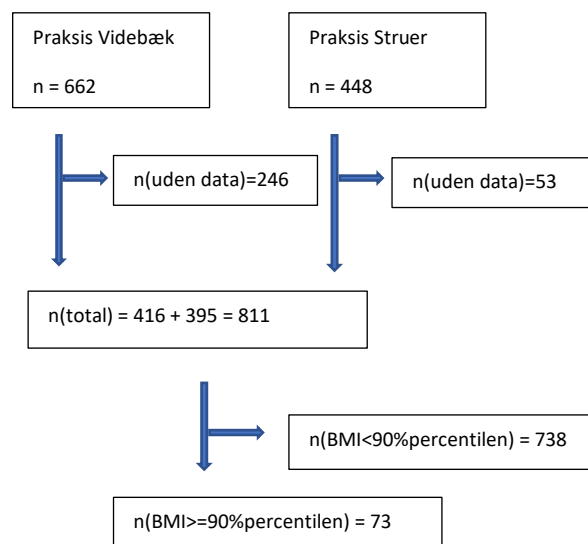 Praksis Videbæk
n = 662
Praksis Struer
n = 448
n(uden data)=246
n(uden data)=53
n(total) = 416 + 395 = 811
n(BMI<90%percentilen) = 738
n(BMI>=90%percentilen) = 73